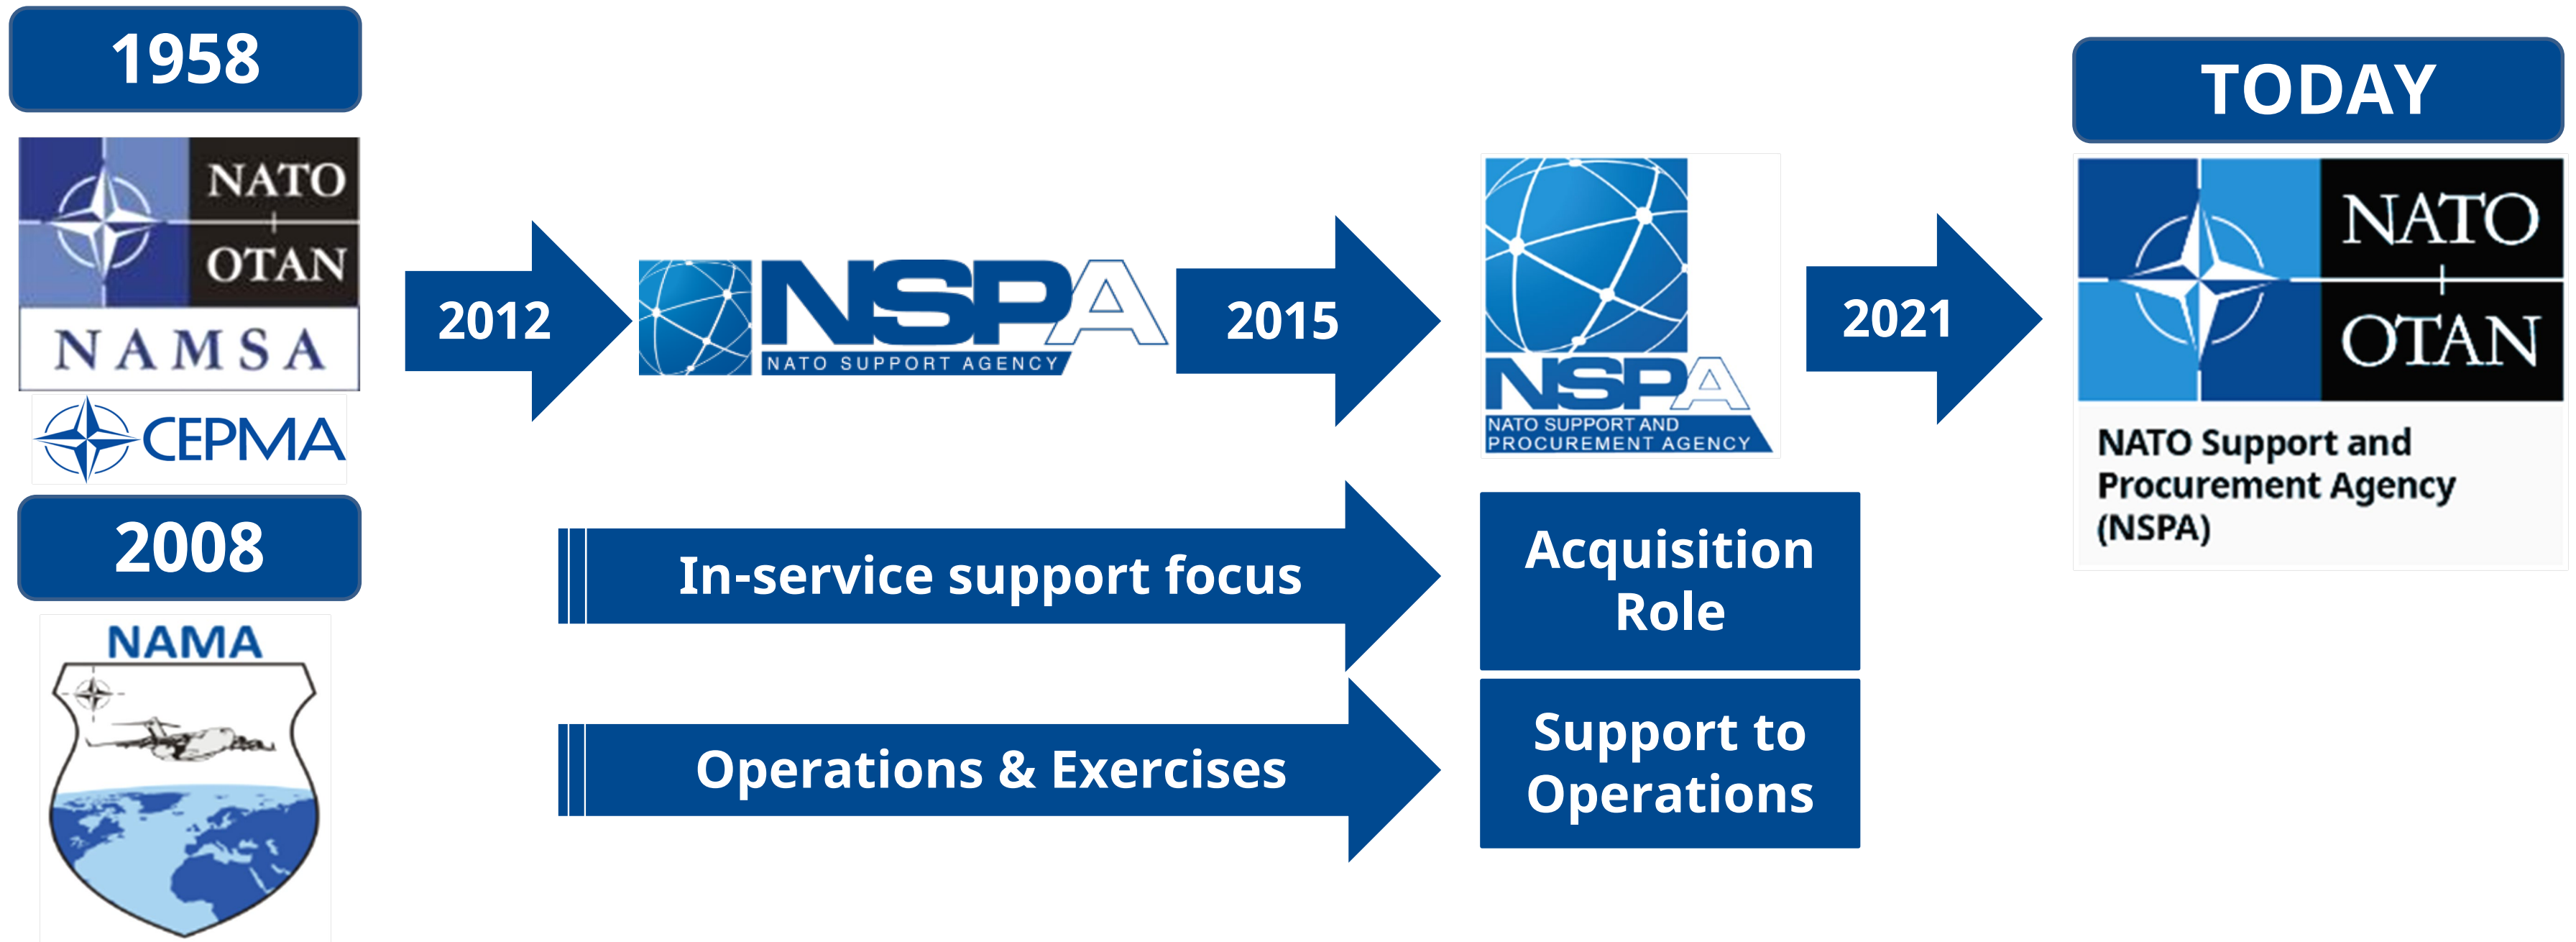 1958
NATO
OTAN
NAMSA
CEPMA
2008
NAMA
2012
NSPA
NATO SUPPORT AGENCY
2015
NSPA
NATO SUPPORT AND
PROCUREMENT AGENCY
2021
TODAY
NATO
OTAN
NATO Support and
Procurement Agency
(NSPA)
In-service support focus
Acquisition
Role
Operations & Exercises
Support to
Operations